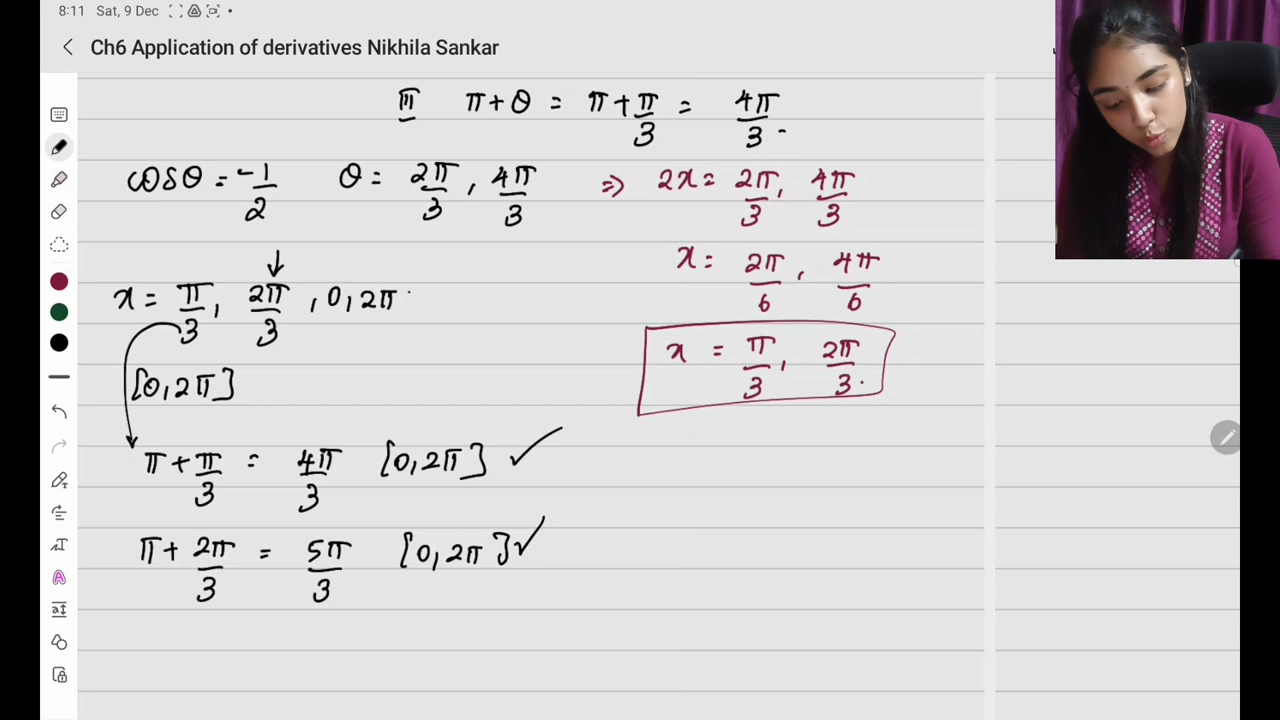 8:11 Sat, 9 Dec
Ch6 Application of derivatives Nikhila Sankar
π π+θ = π+π/3 = 4π/3.
cosθ = -1/2 θ = 2π/3, 4π/3 ⇒ 2x = 2π/3, 4π/3
x = 2π/6, 4π/6
x = π/3, 2π/3, 0, 2π.
x = π/3, 2π/3.
[0, 2π]
π+π/3 = 4π/3 [0, 2π] ✓
π+2π/3 = 5π/3 [0, 2π] ✓